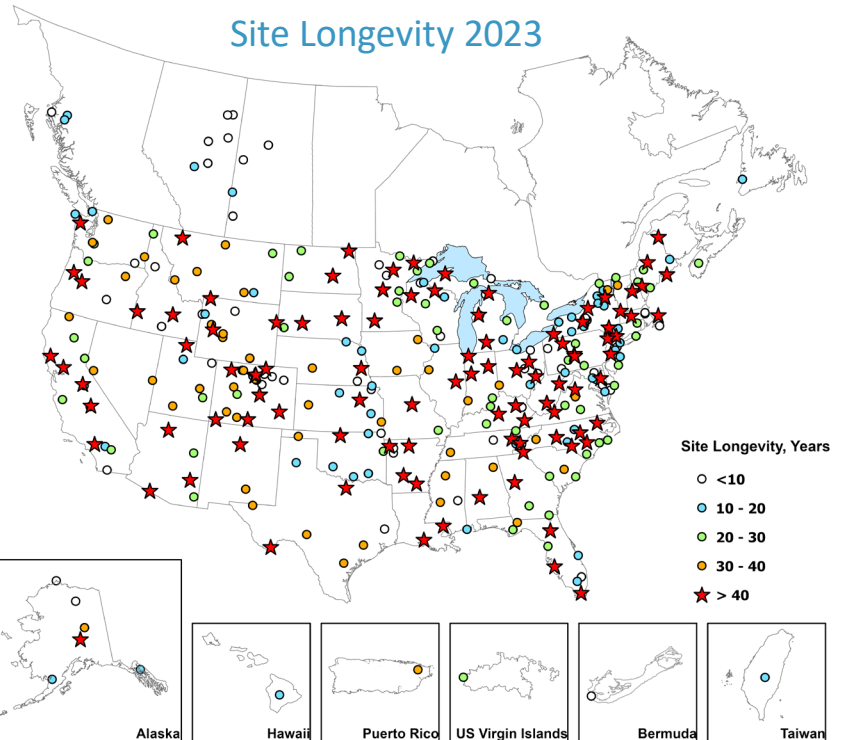 Site Longevity 2023
Site Longevity, Years
<10
10 - 20
20 - 30
30 - 40
> 40
Alaska
Hawaii
Puerto Rico
US Virgin Islands
Bermuda
Taiwan